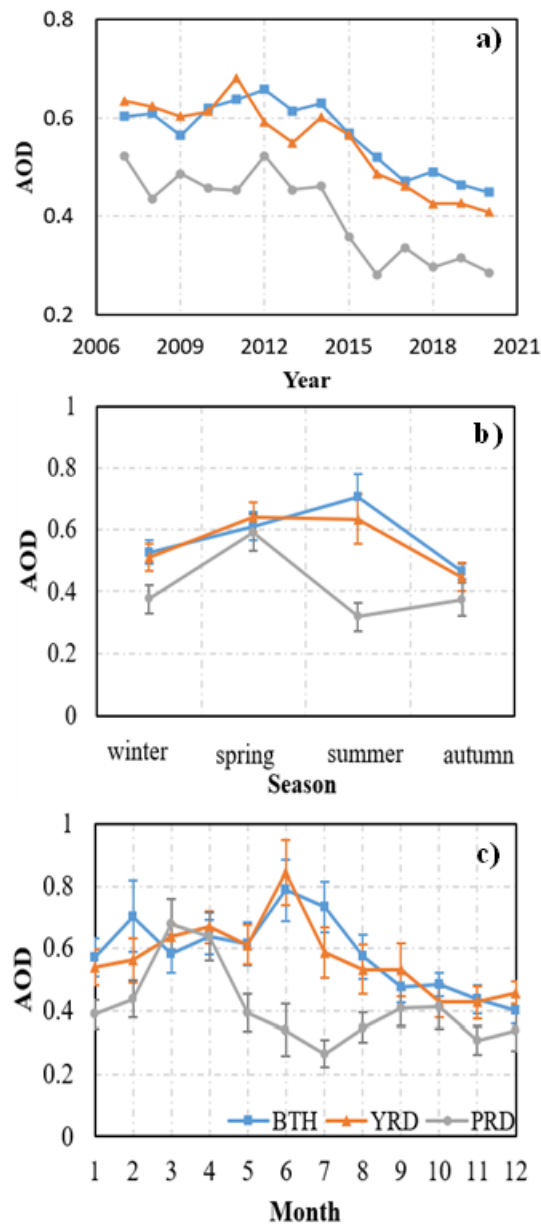 a)
AOD
0.8
0.6
0.4
0.2
2006 2009 2012 2015 2018 2021
Year
b)
AOD
1
0.8
0.6
0.4
0.2
0
winter spring summer autumn
Season
c)
AOD
1
0.8
0.6
0.4
0.2
0
BTH YRD PRD
1 2 3 4 5 6 7 8 9 10 11 12
Month